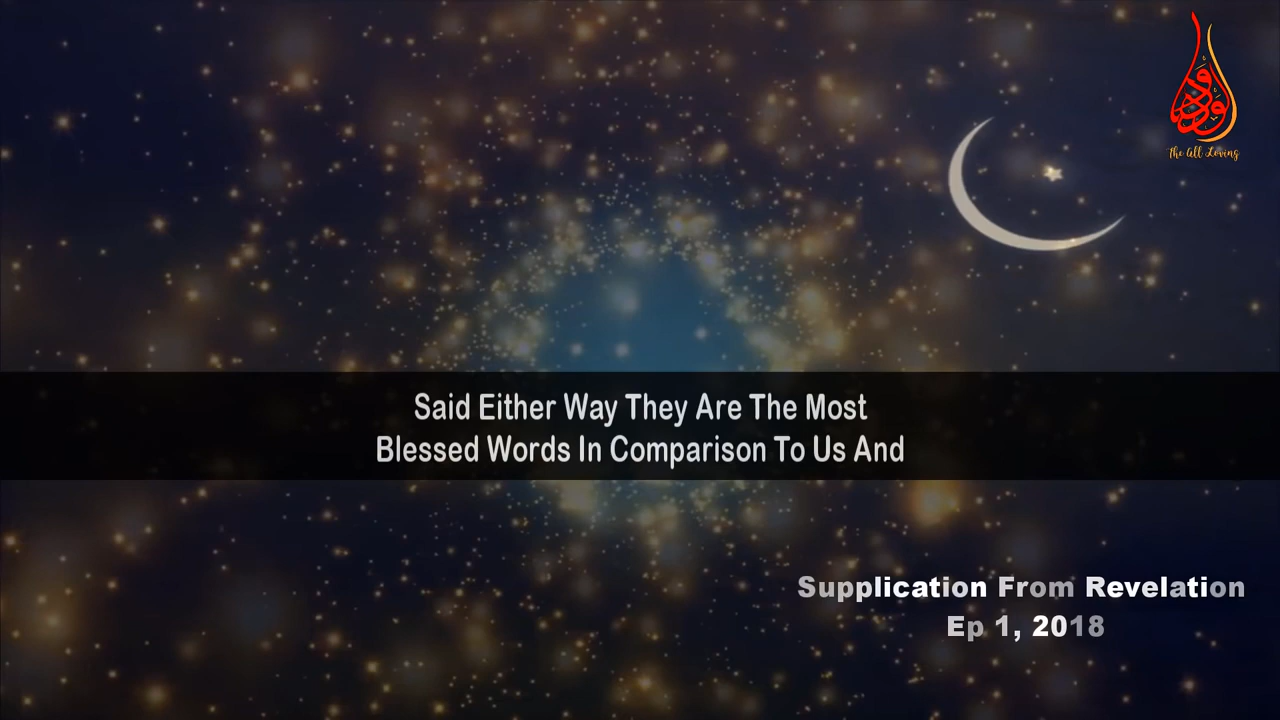 الودود
The All Loving
Said Either Way They Are The Most
Blessed Words In Comparison To Us And
Supplication From Revelation
Ep 1, 2018